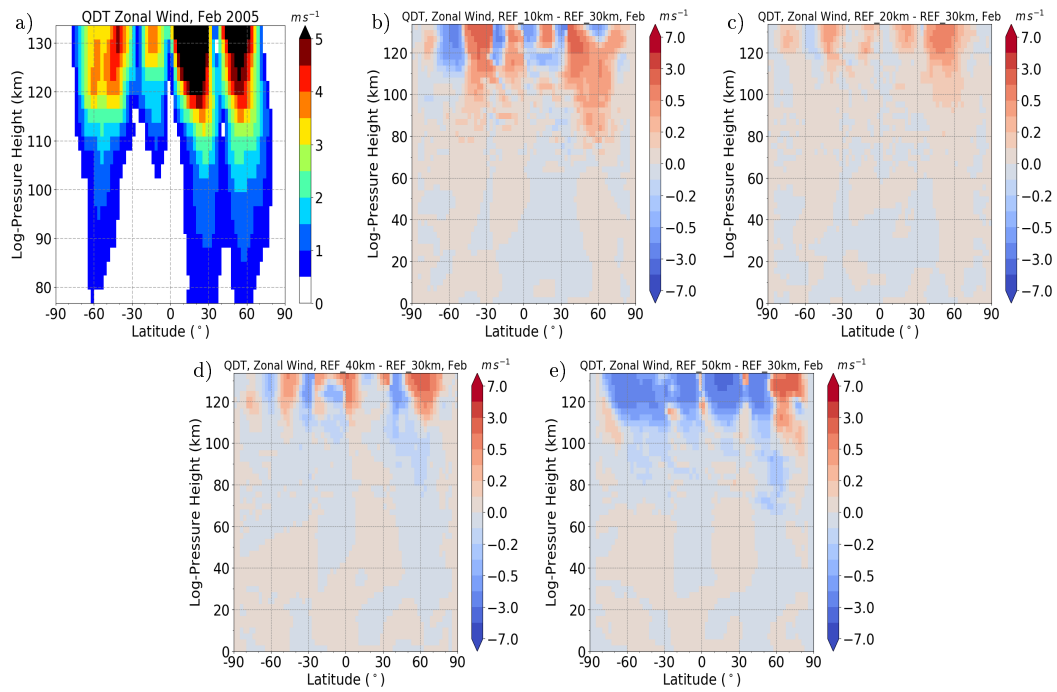 a)
QDT Zonal Wind, Feb 2005
m s⁻¹
Log-Pressure Height (km)
130
120
110
100
90
80
-90 -60 -30 0 30 60 90
Latitude (°)
5
4
3
2
1
0
b)
QDT, Zonal Wind, REF_10km - REF_30km, Feb
m s⁻¹
Log-Pressure Height (km)
120
100
80
60
40
20
0
-90 -60 -30 0 30 60 90
Latitude (°)
7.0
3.0
0.5
0.2
0.0
−0.2
−0.5
−3.0
−7.0
c)
QDT, Zonal Wind, REF_20km - REF_30km, Feb
m s⁻¹
Log-Pressure Height (km)
120
100
80
60
40
20
0
-90 -60 -30 0 30 60 90
Latitude (°)
7.0
3.0
0.5
0.2
0.0
−0.2
−0.5
−3.0
−7.0
d)
QDT, Zonal Wind, REF_40km - REF_30km, Feb
m s⁻¹
Log-Pressure Height (km)
120
100
80
60
40
20
0
-90 -60 -30 0 30 60 90
Latitude (°)
7.0
3.0
0.5
0.2
0.0
−0.2
−0.5
−3.0
−7.0
e)
QDT, Zonal Wind, REF_50km - REF_30km, Feb
m s⁻¹
Log-Pressure Height (km)
120
100
80
60
40
20
0
-90 -60 -30 0 30 60 90
Latitude (°)
7.0
3.0
0.5
0.2
0.0
−0.2
−0.5
−3.0
−7.0